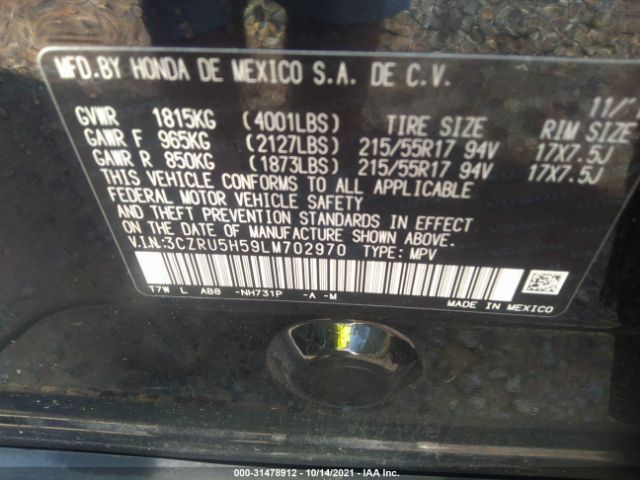 MFD.BY HONDA DE MEXICO S.A. DE C.V.
11/
GVWR 1815KG (4001LBS) TIRE SIZE RIM SIZE
GAWR F 965KG (2127LBS) 215/55R17 94V 17X7.5J
GAWR R 850KG (1873LBS) 215/55R17 94V 17X7.5J
THIS VEHICLE CONFORMS TO ALL APPLICABLE
FEDERAL MOTOR VEHICLE SAFETY
AND THEFT PREVENTION STANDARDS IN EFFECT
ON THE DATE OF MANUFACTURE SHOWN ABOVE.
V.I.N:3CZRU5H59LM702970 TYPE: MPV
T7W L ABB -NH731P -A -M
MADE IN MEXICO
000-31478912 - 10/14/2021 - IAA Inc.